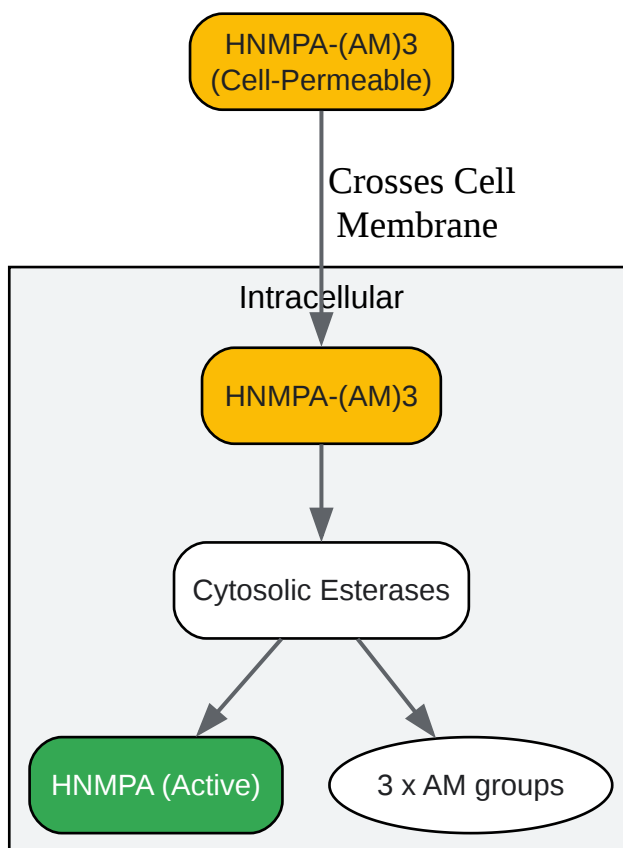 HNMPA-(AM)3
(Cell-Permeable)
Crosses Cell
Membrane
Intracellular
HNMPA-(AM)3
Cytosolic Esterases
HNMPA (Active)
3 x AM groups